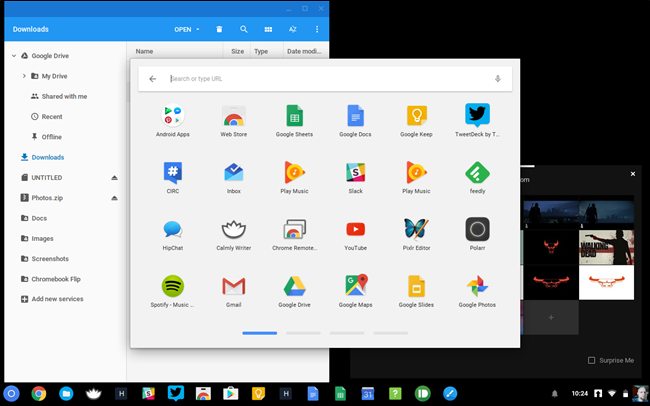 Downloads
OPEN
Name Size Type Date modi...
Google Drive
My Drive
Shared with me
Recent
Offline
Downloads
UNTITLED
Photos.zip
Docs
Images
Screenshots
Chromebook Flip
Add new services
Search or type URL
Android Apps Web Store Google Sheets Google Docs Google Keep TweetDeck by T...
CIRC Inbox Play Music Slack Play Music feedly
HipChat Calmly Writer Chrome Remote... YouTube Pixlr Editor Polarr
Spotify - Music ... Gmail Google Drive Google Maps Google Slides Google Photos
om
Surprise Me
10:24